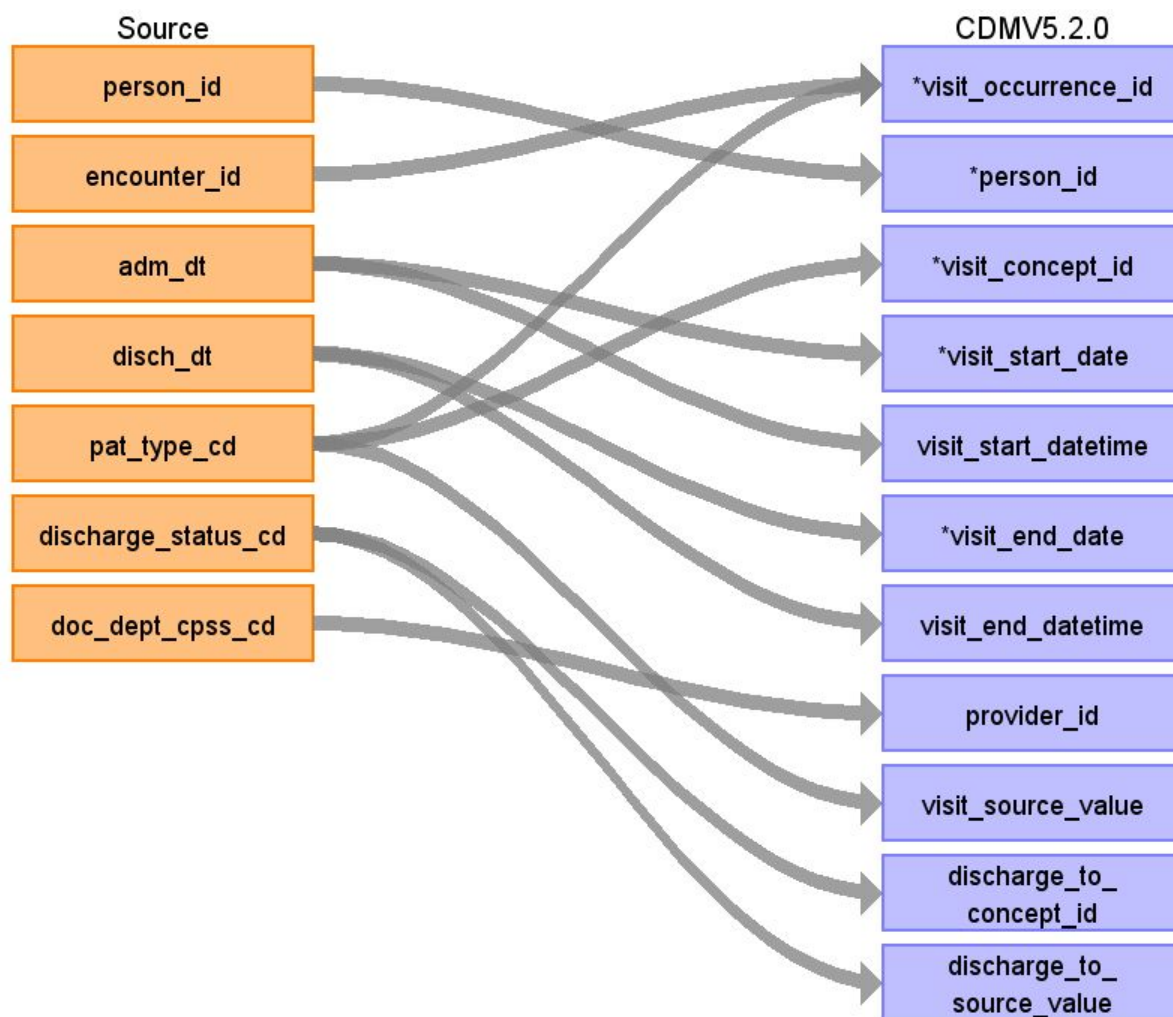 Source
CDMV5.2.0
person_id
encounter_id
adm_dt
disch_dt
pat_type_cd
discharge_status_cd
doc_dept_cpss_cd
*visit_occurrence_id
*person_id
*visit_concept_id
*visit_start_date
visit_start_datetime
*visit_end_date
visit_end_datetime
provider_id
visit_source_value
discharge_to_
concept_id
discharge_to_
source_value